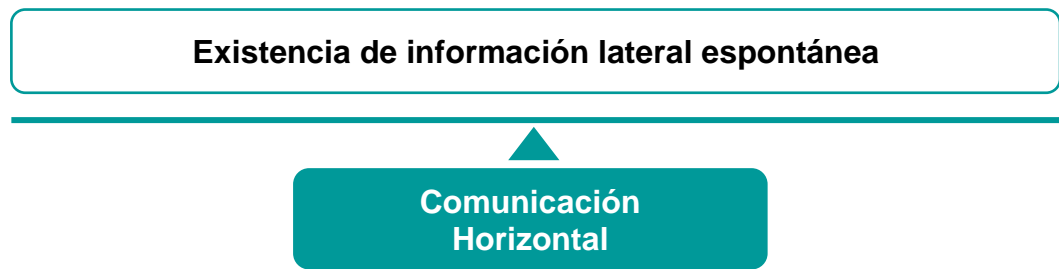 Existencia de información lateral espontánea
Comunicación
Horizontal